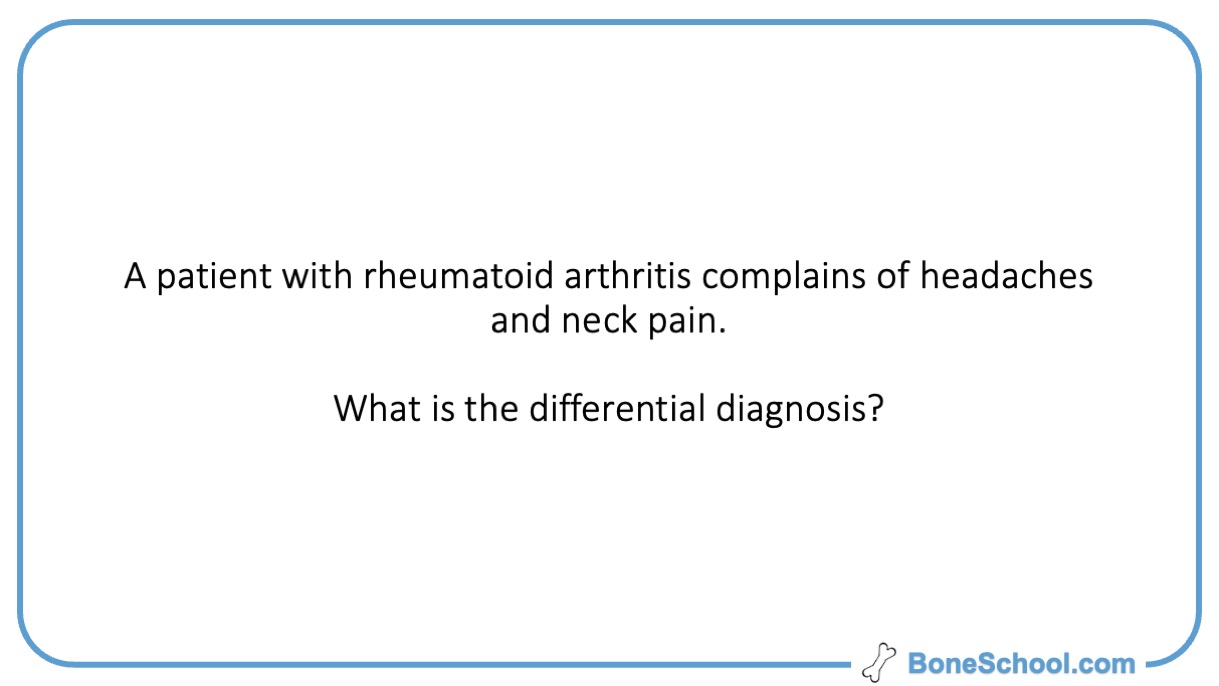 A patient with rheumatoid arthritis complains of headaches
and neck pain.
What is the differential diagnosis?
BoneSchool.com